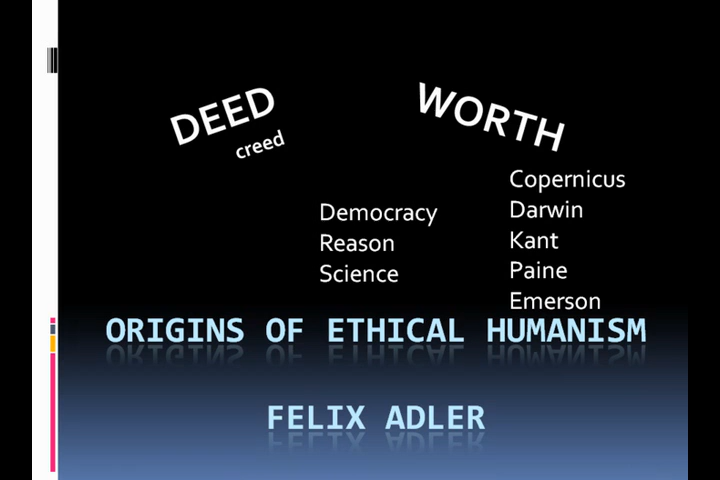 DEED
creed
WORTH
Democracy
Reason
Science
Copernicus
Darwin
Kant
Paine
Emerson
ORIGINS OF ETHICAL HUMANISM
FELIX ADLER